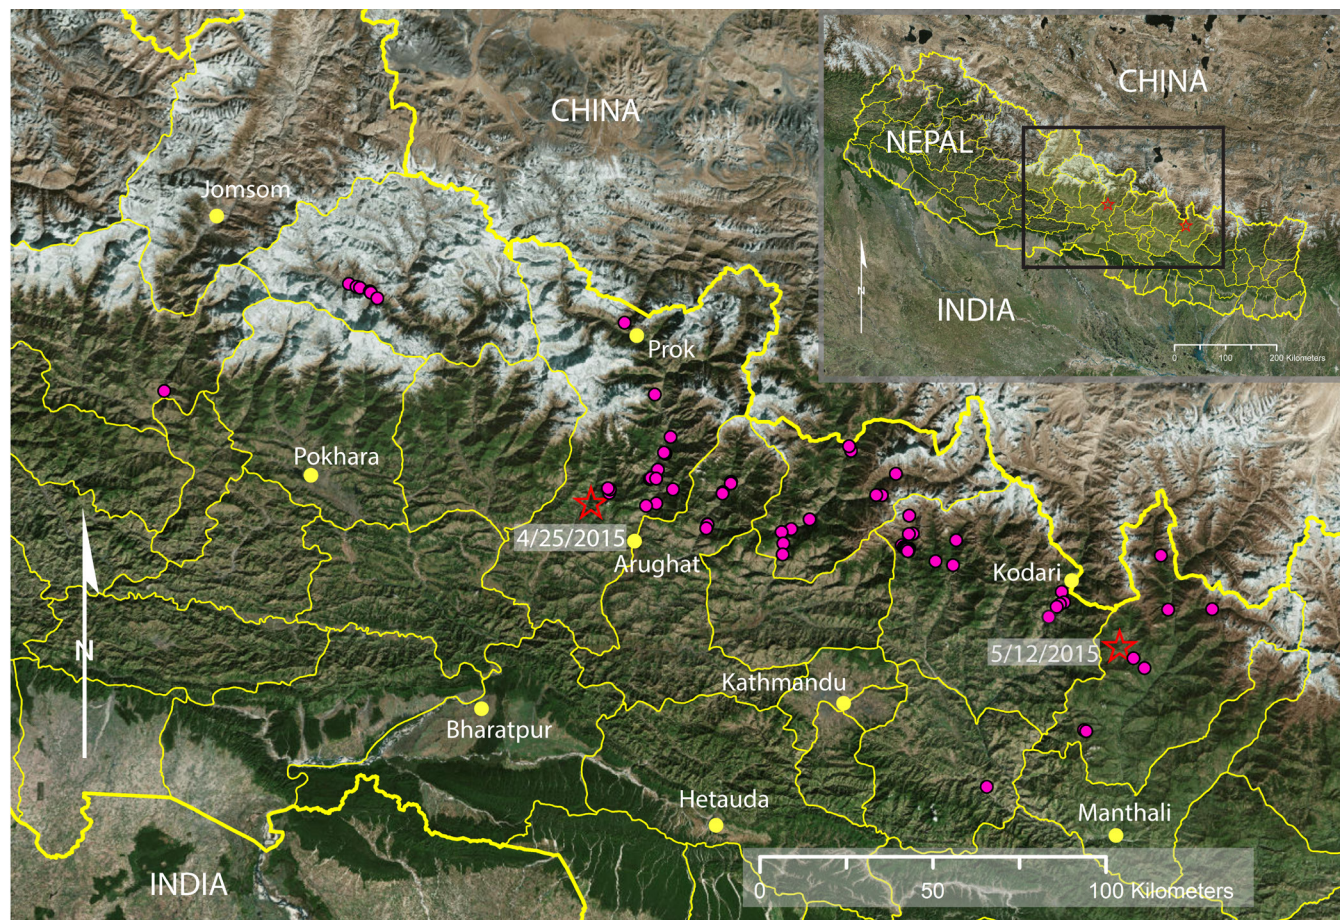 CHINA
Jomsom
Prok
Pokhara
4/25/2015
Arughat
Kodari
5/12/2015
Kathmandu
Bharatpur
Hetauda
Manthali
INDIA
N
0 50 100 Kilometers
CHINA
NEPAL
INDIA
N
0 100 200 Kilometers